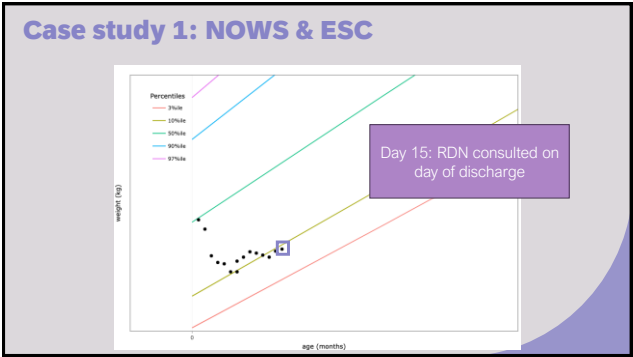 Case study 1: NOWS & ESC
Percentiles
3%ile
10%ile
50%ile
90%ile
97%ile
Day 15: RDN consulted on
day of discharge
weight (kg)
0
age (months)